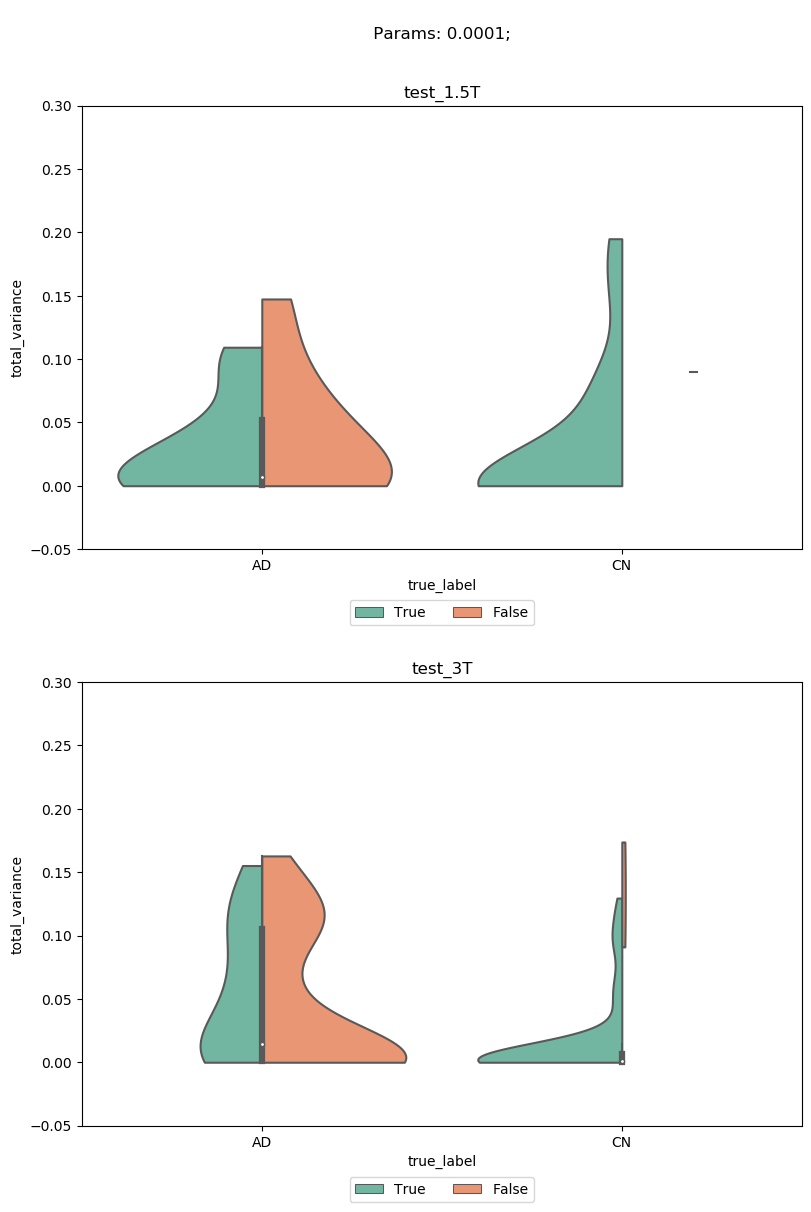 Params: 0.0001;
test_1.5T
0.30
0.25
0.20
0.15
0.10
0.05
0.00
−0.05
total_variance
AD CN
true_label
True False
test_3T
0.30
0.25
0.20
0.15
0.10
0.05
0.00
−0.05
total_variance
AD CN
true_label
True False